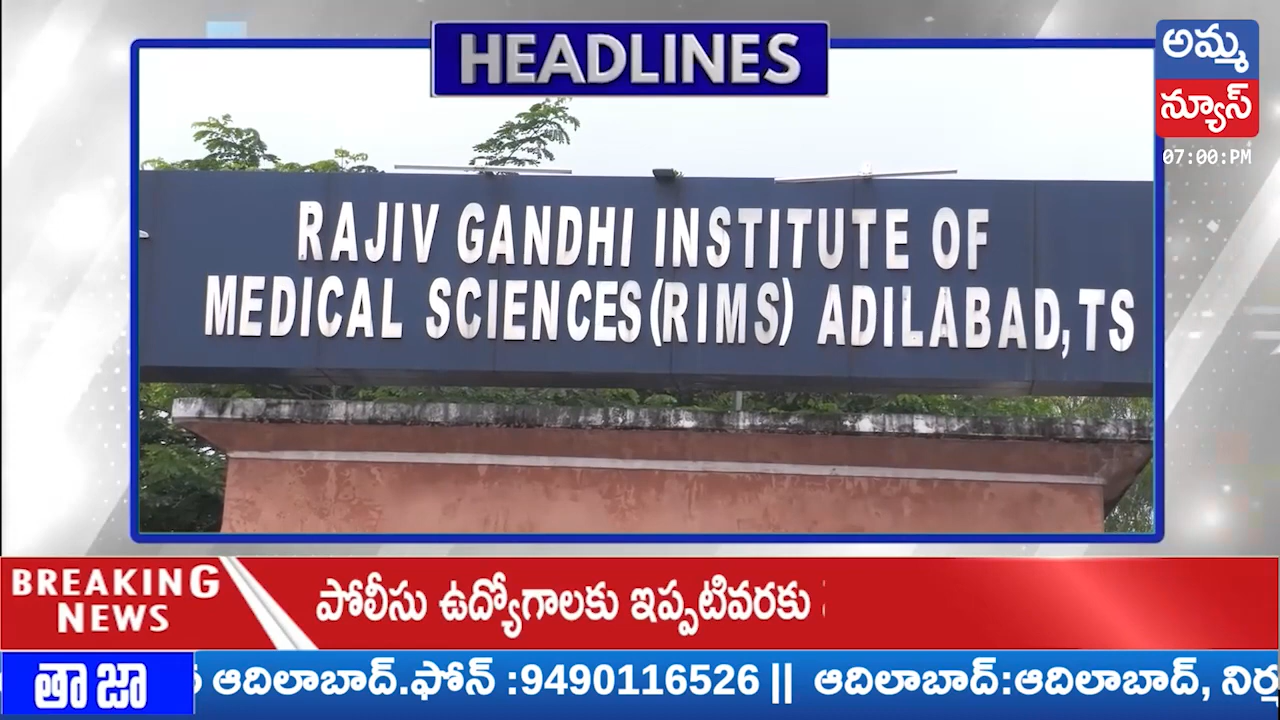 HEADLINES
అమ్మ
న్యూస్
07:00:PM
RAJIV GANDHI INSTITUTE OF
MEDICAL SCIENCES(RIMS) ADILABAD,TS
BREAKING
NEWS
పోలీసు ఉద్యోగాలకు ఇప్పటివరకు
తాజా
ఆదిలాబాద్.ఫోన్ :9490116526 || ఆదిలాబాద్:ఆదిలాబాద్,